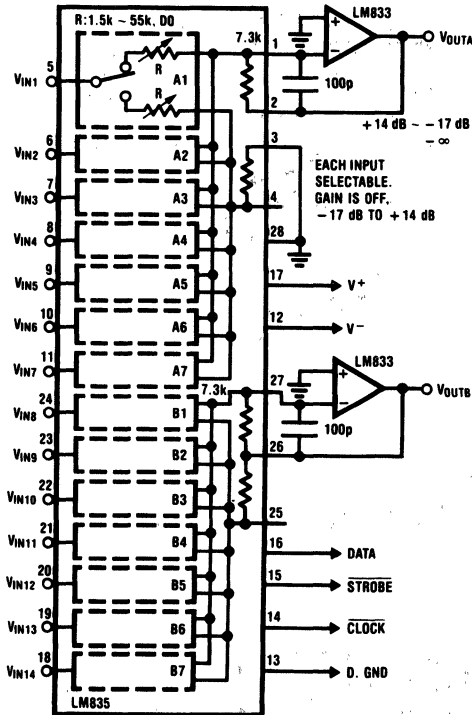 R:1.5k ~ 55k, DO
7.3k
1
LM833
VOUTA
5
VIN1
R
A1
R
100p
2
+14 dB ~ −17 dB
−∞
6
VIN2
A2
3
7
VIN3
A3
4
EACH INPUT
SELECTABLE.
GAIN IS OFF,
−17 dB TO +14 dB
8
VIN4
A4
28
9
VIN5
A5
17
V+
10
VIN6
A6
12
V−
11
VIN7
A7
LM833
7.3k
27
VOUTB
24
VIN8
B1
100p
23
VIN9
B2
26
22
VIN10
B3
25
21
VIN11
B4
16
DATA
20
VIN12
B5
15
STROBE
19
VIN13
B6
14
CLOCK
18
VIN14
B7
13
D. GND
LM835